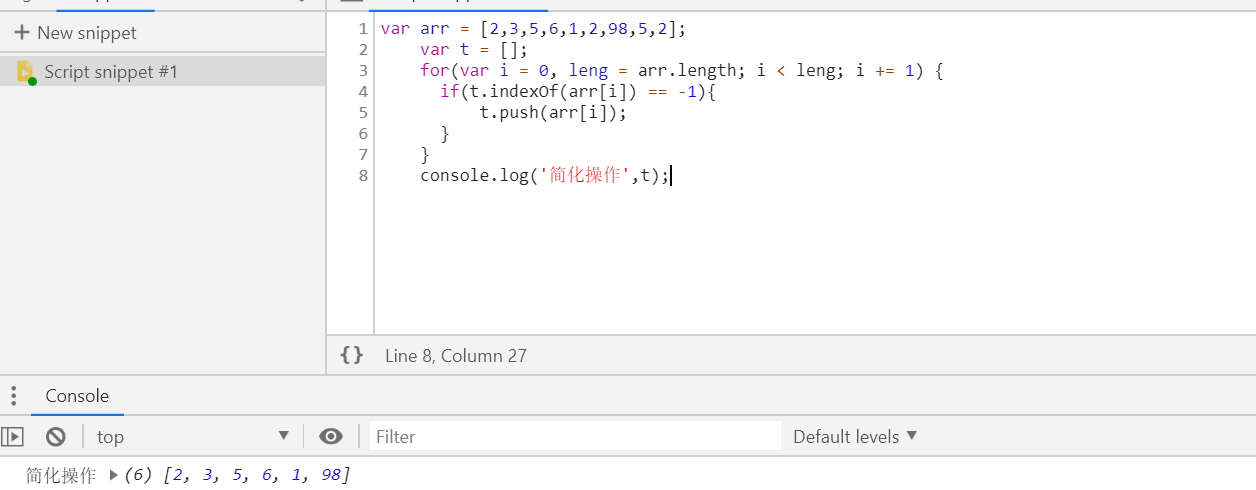 New snippet
Script snippet #1
1 var arr = [2,3,5,6,1,2,98,5,2];
2 var t = [];
3 for(var i = 0, leng = arr.length; i < leng; i += 1) {
4 if(t.indexOf(arr[i]) == -1){
5 t.push(arr[i]);
6 }
7 }
8 console.log('简化操作',t);
{} Line 8, Column 27
Console
top Filter Default levels
简化操作 (6) [2, 3, 5, 6, 1, 98]